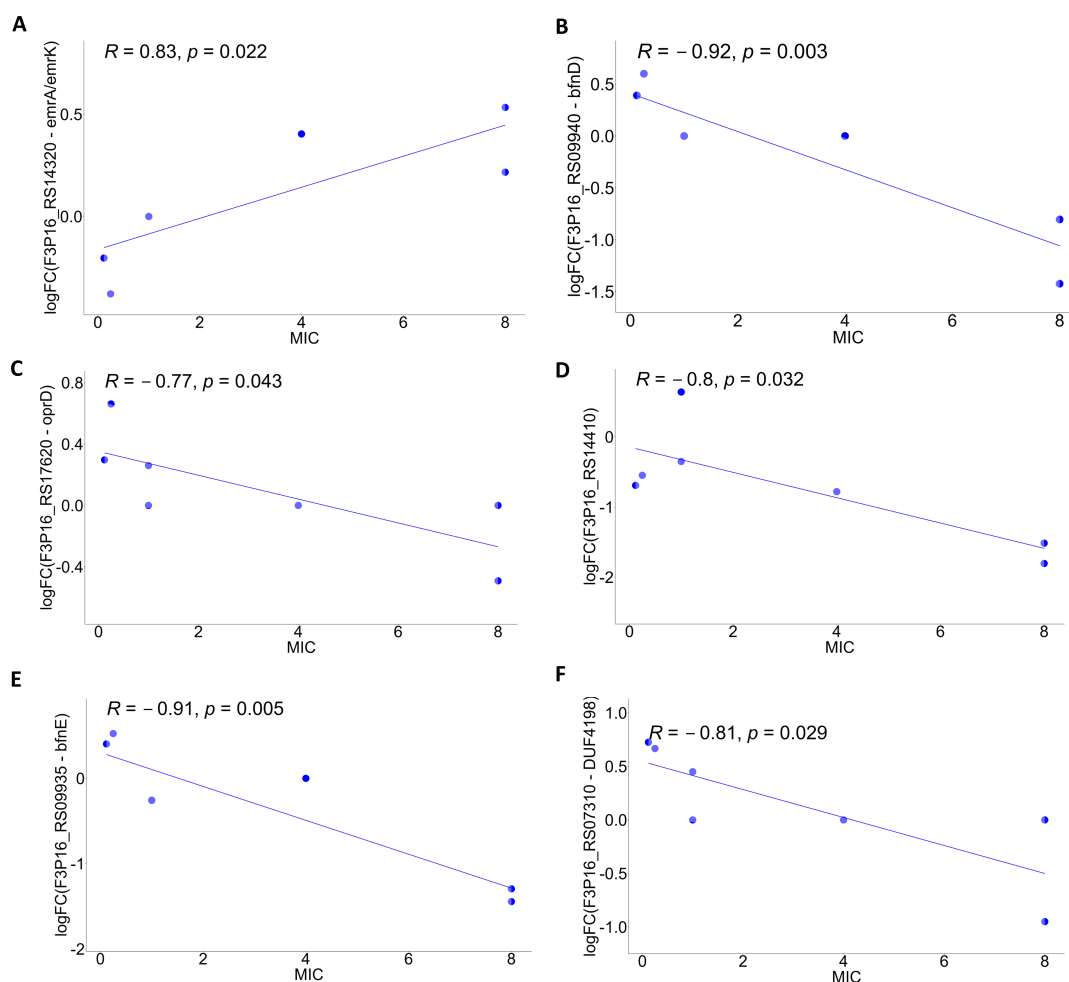 A
R = 0.83, p = 0.022
logFC(F3P16_RS14320 - emrA/emrK)
0.5
0.0
0 2 4 6 8
MIC
B
R = − 0.92, p = 0.003
logFC(F3P16_RS09940 - bfnD)
0.5
0.0
-0.5
-1.0
-1.5
0 2 4 6 8
MIC
C
R = − 0.77, p = 0.043
logFC(F3P16_RS17620 - oprD)
0.8
0.4
0.0
-0.4
0 2 4 6 8
MIC
D
R = − 0.8, p = 0.032
logFC(F3P16_RS14410)
0
-1
-2
0 2 4 6 8
MIC
E
R = − 0.91, p = 0.005
logFC(F3P16_RS09935 - bfnE)
0
-1
-2
0 2 4 6 8
MIC
F
R = − 0.81, p = 0.029
logFC(F3P16_RS07310 - DUF4198)
1.0
0.5
0.0
-0.5
-1.0
0 2 4 6 8
MIC